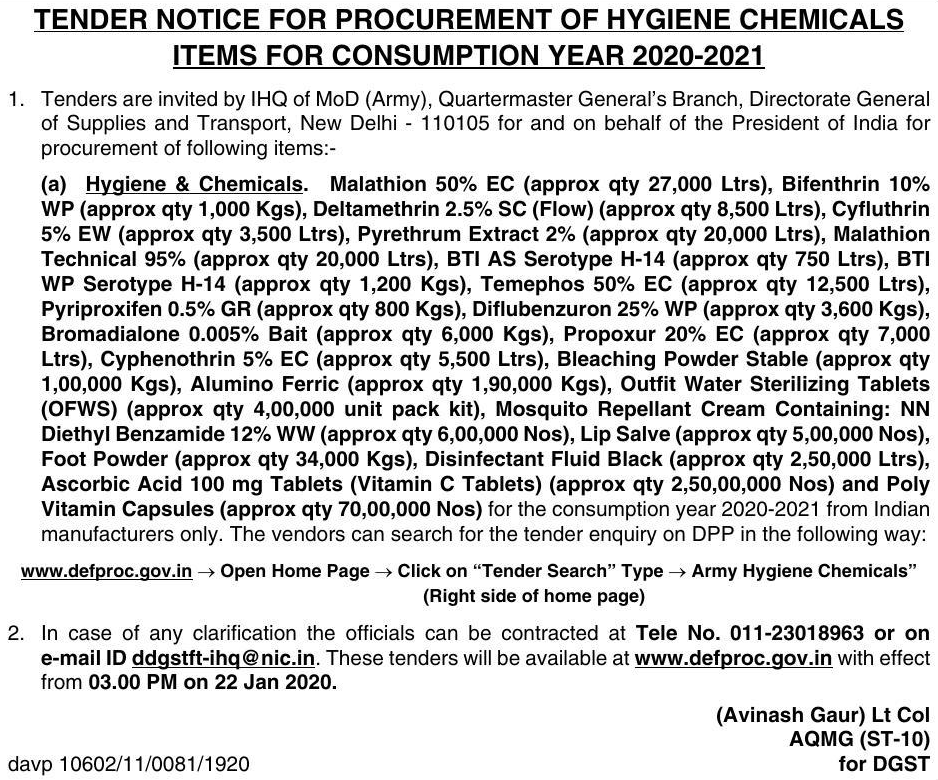 TENDER NOTICE FOR PROCUREMENT OF HYGIENE CHEMICALS
ITEMS FOR CONSUMPTION YEAR 2020-2021
1. Tenders are invited by IHQ of MoD (Army), Quartermaster General's Branch, Directorate General
of Supplies and Transport, New Delhi - 110105 for and on behalf of the President of India for
procurement of following items:-
(a) Hygiene & Chemicals. Malathion 50% EC (approx qty 27,000 Ltrs), Bifenthrin 10%
WP (approx qty 1,000 Kgs), Deltamethrin 2.5% SC (Flow) (approx qty 8,500 Ltrs), Cyfluthrin
5% EW (approx qty 3,500 Ltrs), Pyrethrum Extract 2% (approx qty 20,000 Ltrs), Malathion
Technical 95% (approx qty 20,000 Ltrs), BTI AS Serotype H-14 (approx qty 750 Ltrs), BTI
WP Serotype H-14 (approx qty 1,200 Kgs), Temephos 50% EC (approx qty 12,500 Ltrs),
Pyriproxifen 0.5% GR (approx qty 800 Kgs), Diflubenzuron 25% WP (approx qty 3,600 Kgs),
Bromadialone 0.005% Bait (approx qty 6,000 Kgs), Propoxur 20% EC (approx qty 7,000
Ltrs), Cyphenothrin 5% EC (approx qty 5,500 Ltrs), Bleaching Powder Stable (approx qty
1,00,000 Kgs), Alumino Ferric (approx qty 1,90,000 Kgs), Outfit Water Sterilizing Tablets
(OFWS) (approx qty 4,00,000 unit pack kit), Mosquito Repellant Cream Containing: NN
Diethyl Benzamide 12% WW (approx qty 6,00,000 Nos), Lip Salve (approx qty 5,00,000 Nos),
Foot Powder (approx qty 34,000 Kgs), Disinfectant Fluid Black (approx qty 2,50,000 Ltrs),
Ascorbic Acid 100 mg Tablets (Vitamin C Tablets) (approx qty 2,50,00,000 Nos) and Poly
Vitamin Capsules (approx qty 70,00,000 Nos) for the consumption year 2020-2021 from Indian
manufacturers only. The vendors can search for the tender enquiry on DPP in the following way:
www.defproc.gov.in → Open Home Page → Click on "Tender Search" Type → Army Hygiene Chemicals"
(Right side of home page)
2. In case of any clarification the officials can be contracted at Tele No. 011-23018963 or on
e-mail ID ddgstft-ihq@nic.in. These tenders will be available at www.defproc.gov.in with effect
from 03.00 PM on 22 Jan 2020.
(Avinash Gaur) Lt Col
AQMG (ST-10)
davp 10602/11/0081/1920 for DGST